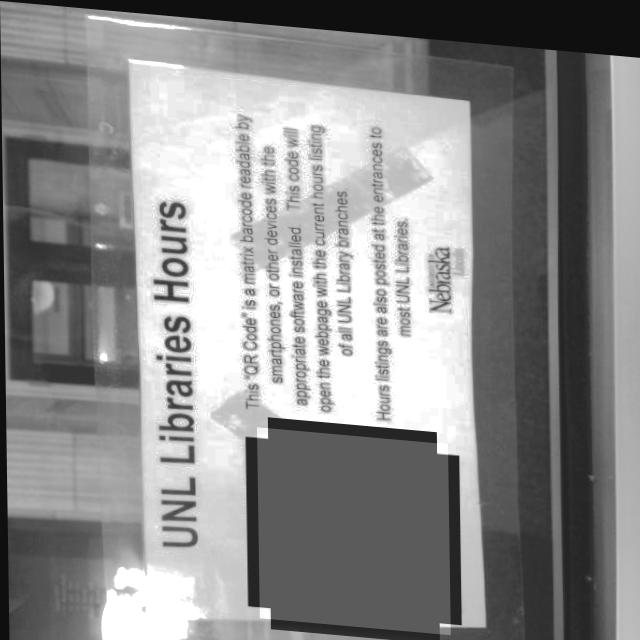 UNL Libraries Hours
This "QR Code" is a matrix barcode readable by
smartphones, or other devices with the
appropriate software installed. This code will
open the webpage with the current hours listing
of all UNL Library branches.
Hours listings are also posted at the entrances to
most UNL Libraries.
Nebraska